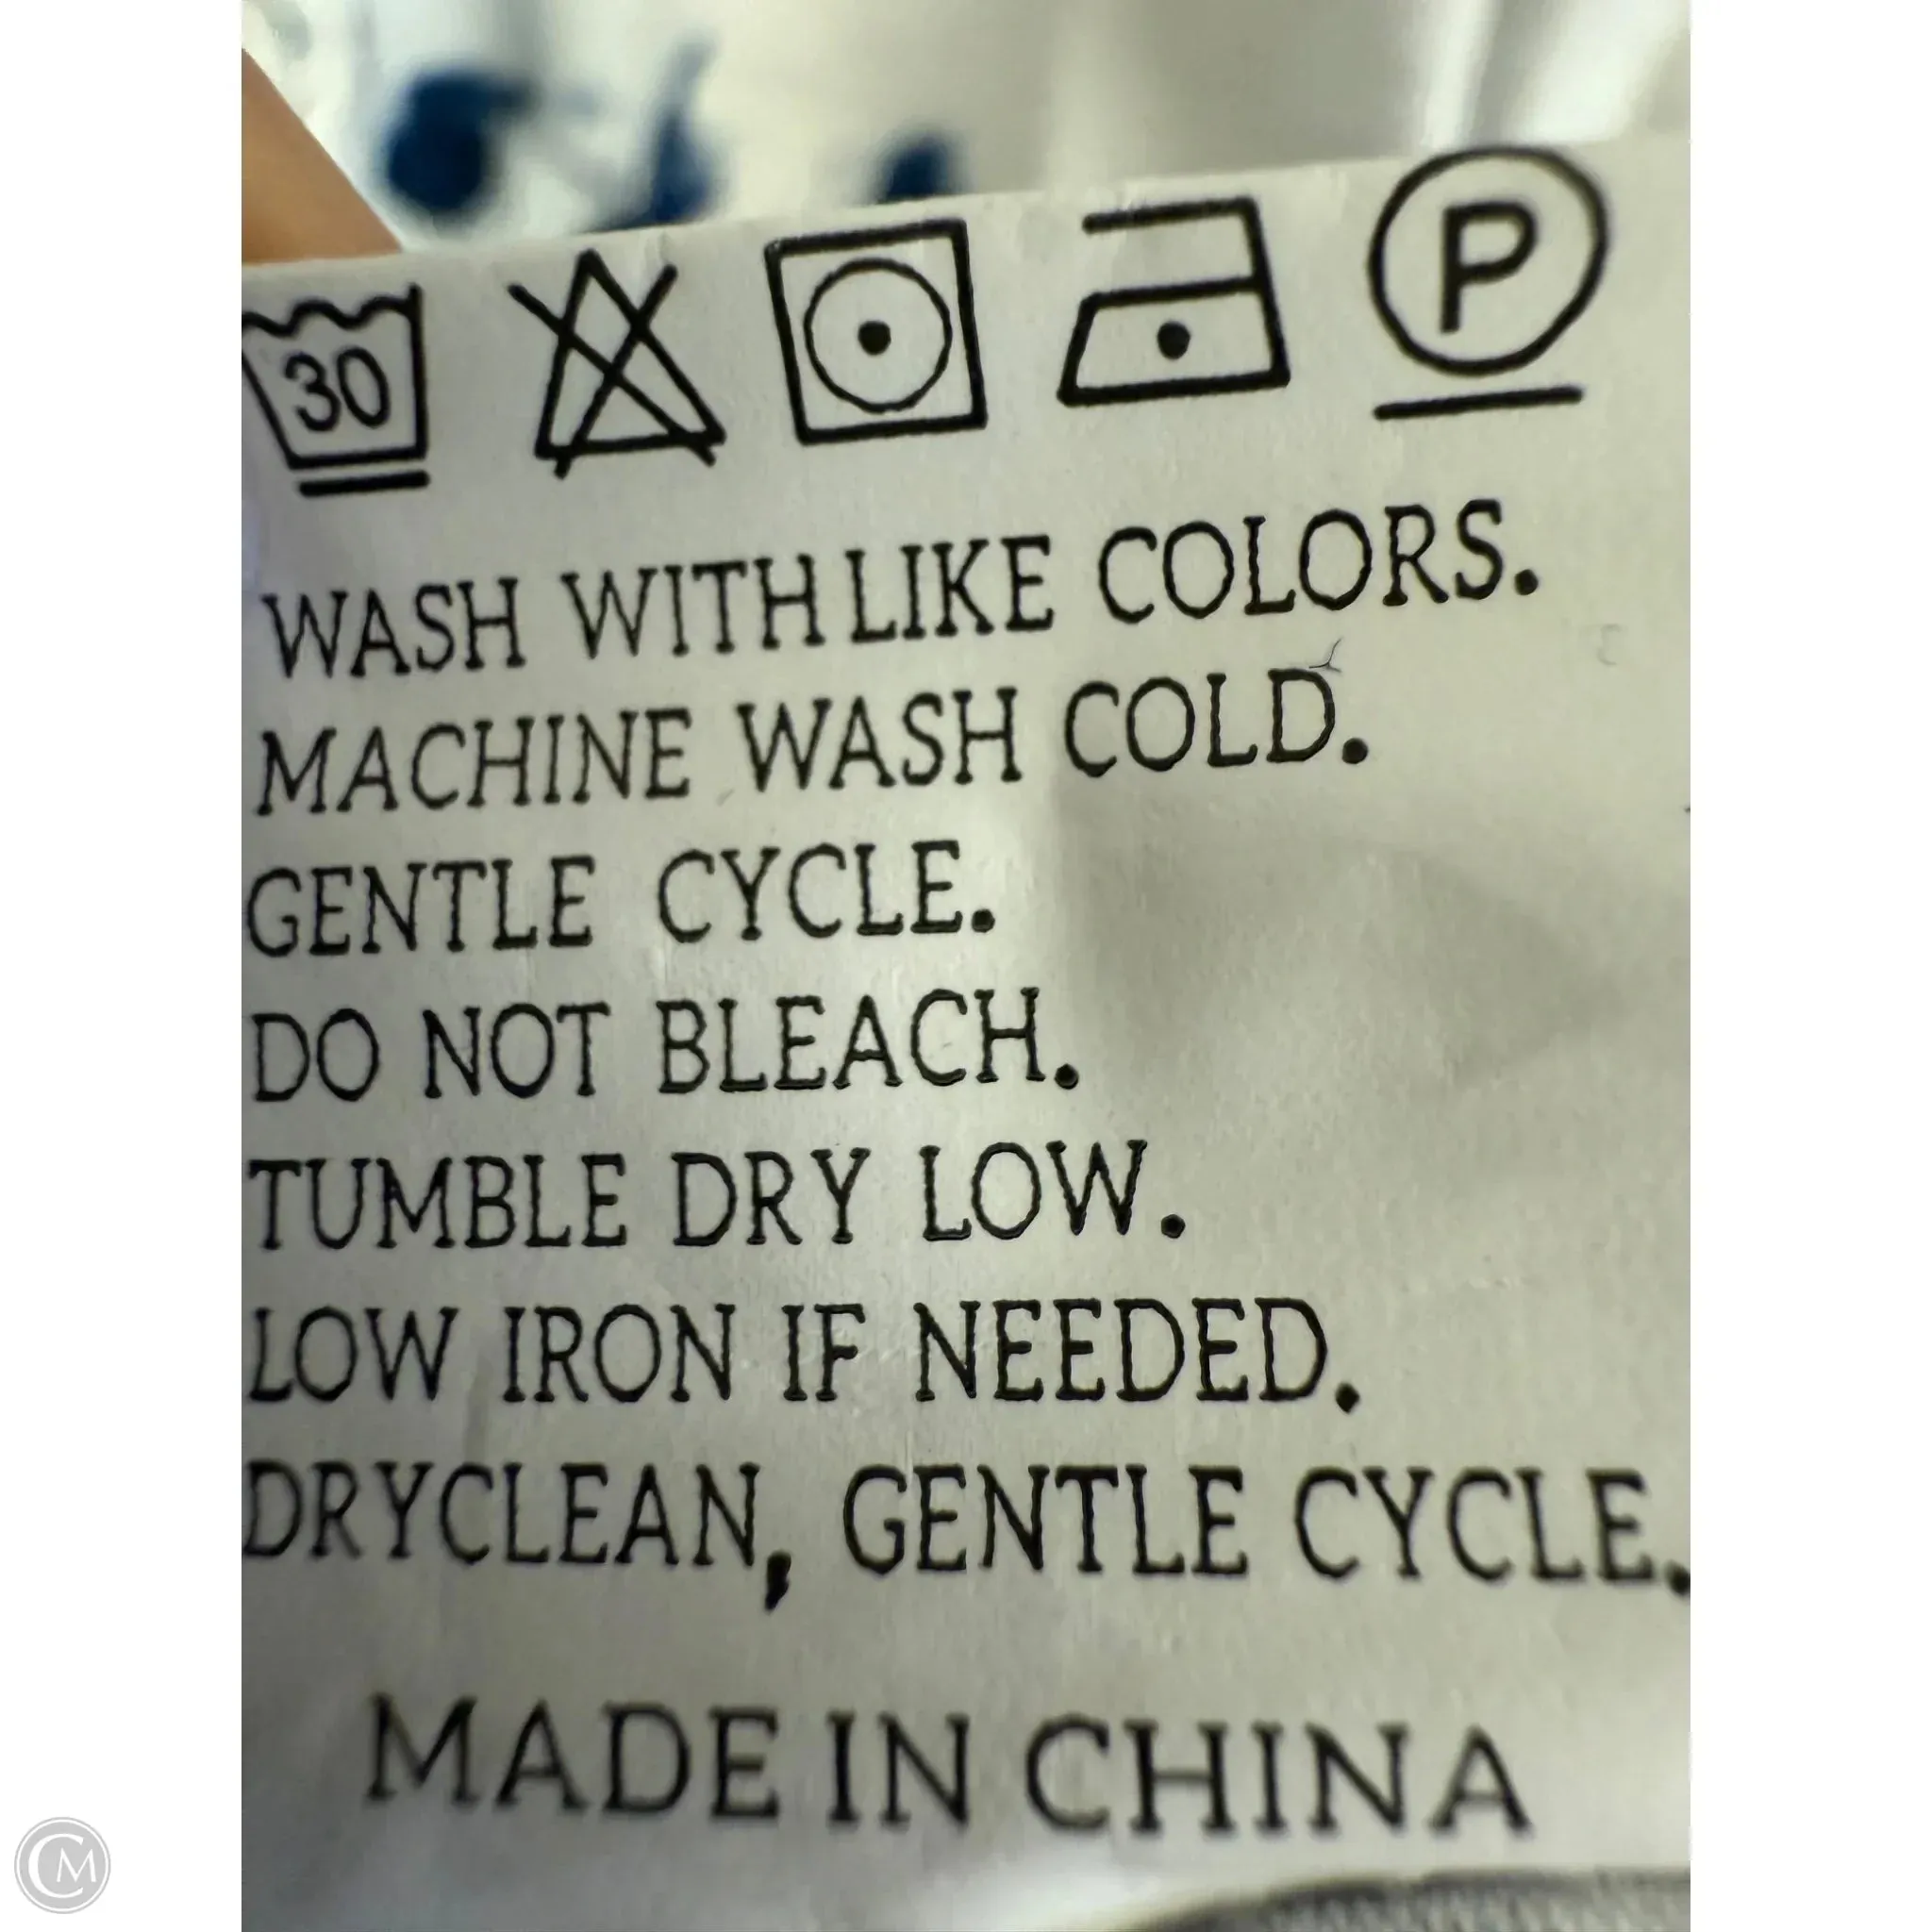 30 P
WASH WITH LIKE COLORS.
MACHINE WASH COLD.
GENTLE CYCLE.
DO NOT BLEACH.
TUMBLE DRY LOW.
LOW IRON IF NEEDED.
DRYCLEAN, GENTLE CYCLE.
MADE IN CHINA
CM